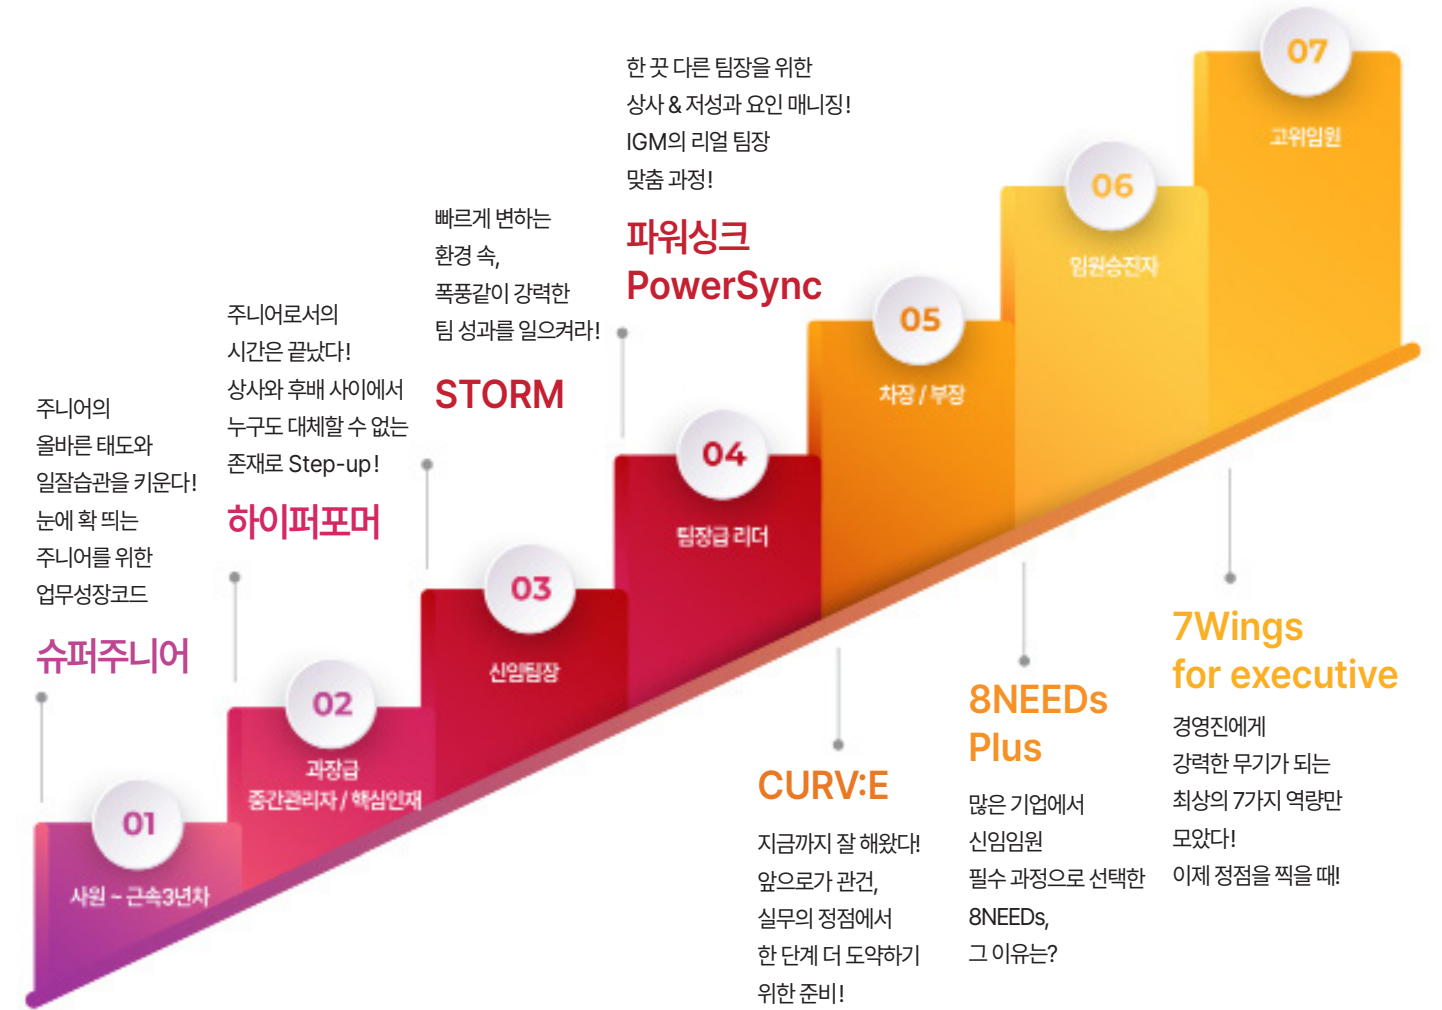 주니어의
올바른 태도와
일잘습관을 키운다!
눈에 확 띄는
주니어를 위한
업무성장코드
슈퍼주니어
01
사원 ~ 근속3년차
주니어로서의
시간은 끝났다!
상사와 후배 사이에서
누구도 대체할 수 없는
존재로 Step-up!
하이퍼포머
02
과장급
중간관리자 / 핵심인재
빠르게 변하는
환경 속,
폭풍같이 강력한
팀 성과를 일으켜라!
STORM
03
신임팀장
한 끗 다른 팀장을 위한
상사 & 저성과 요인 매니징!
IGM의 리얼 팀장
맞춤 과정!
파워싱크
PowerSync
04
팀장급 리더
05
차장 / 부장
CURV:E
지금까지 잘 해왔다!
앞으로가 관건,
실무의 정점에서
한 단계 더 도약하기
위한 준비!
06
임원승진자
8NEEDs
Plus
많은 기업에서
신임임원
필수 과정으로 선택한
8NEEDs,
그 이유는?
07
고위임원
7Wings
for executive
경영진에게
강력한 무기가 되는
최상의 7가지 역량만
모았다!
이제 정점을 찍을 때!